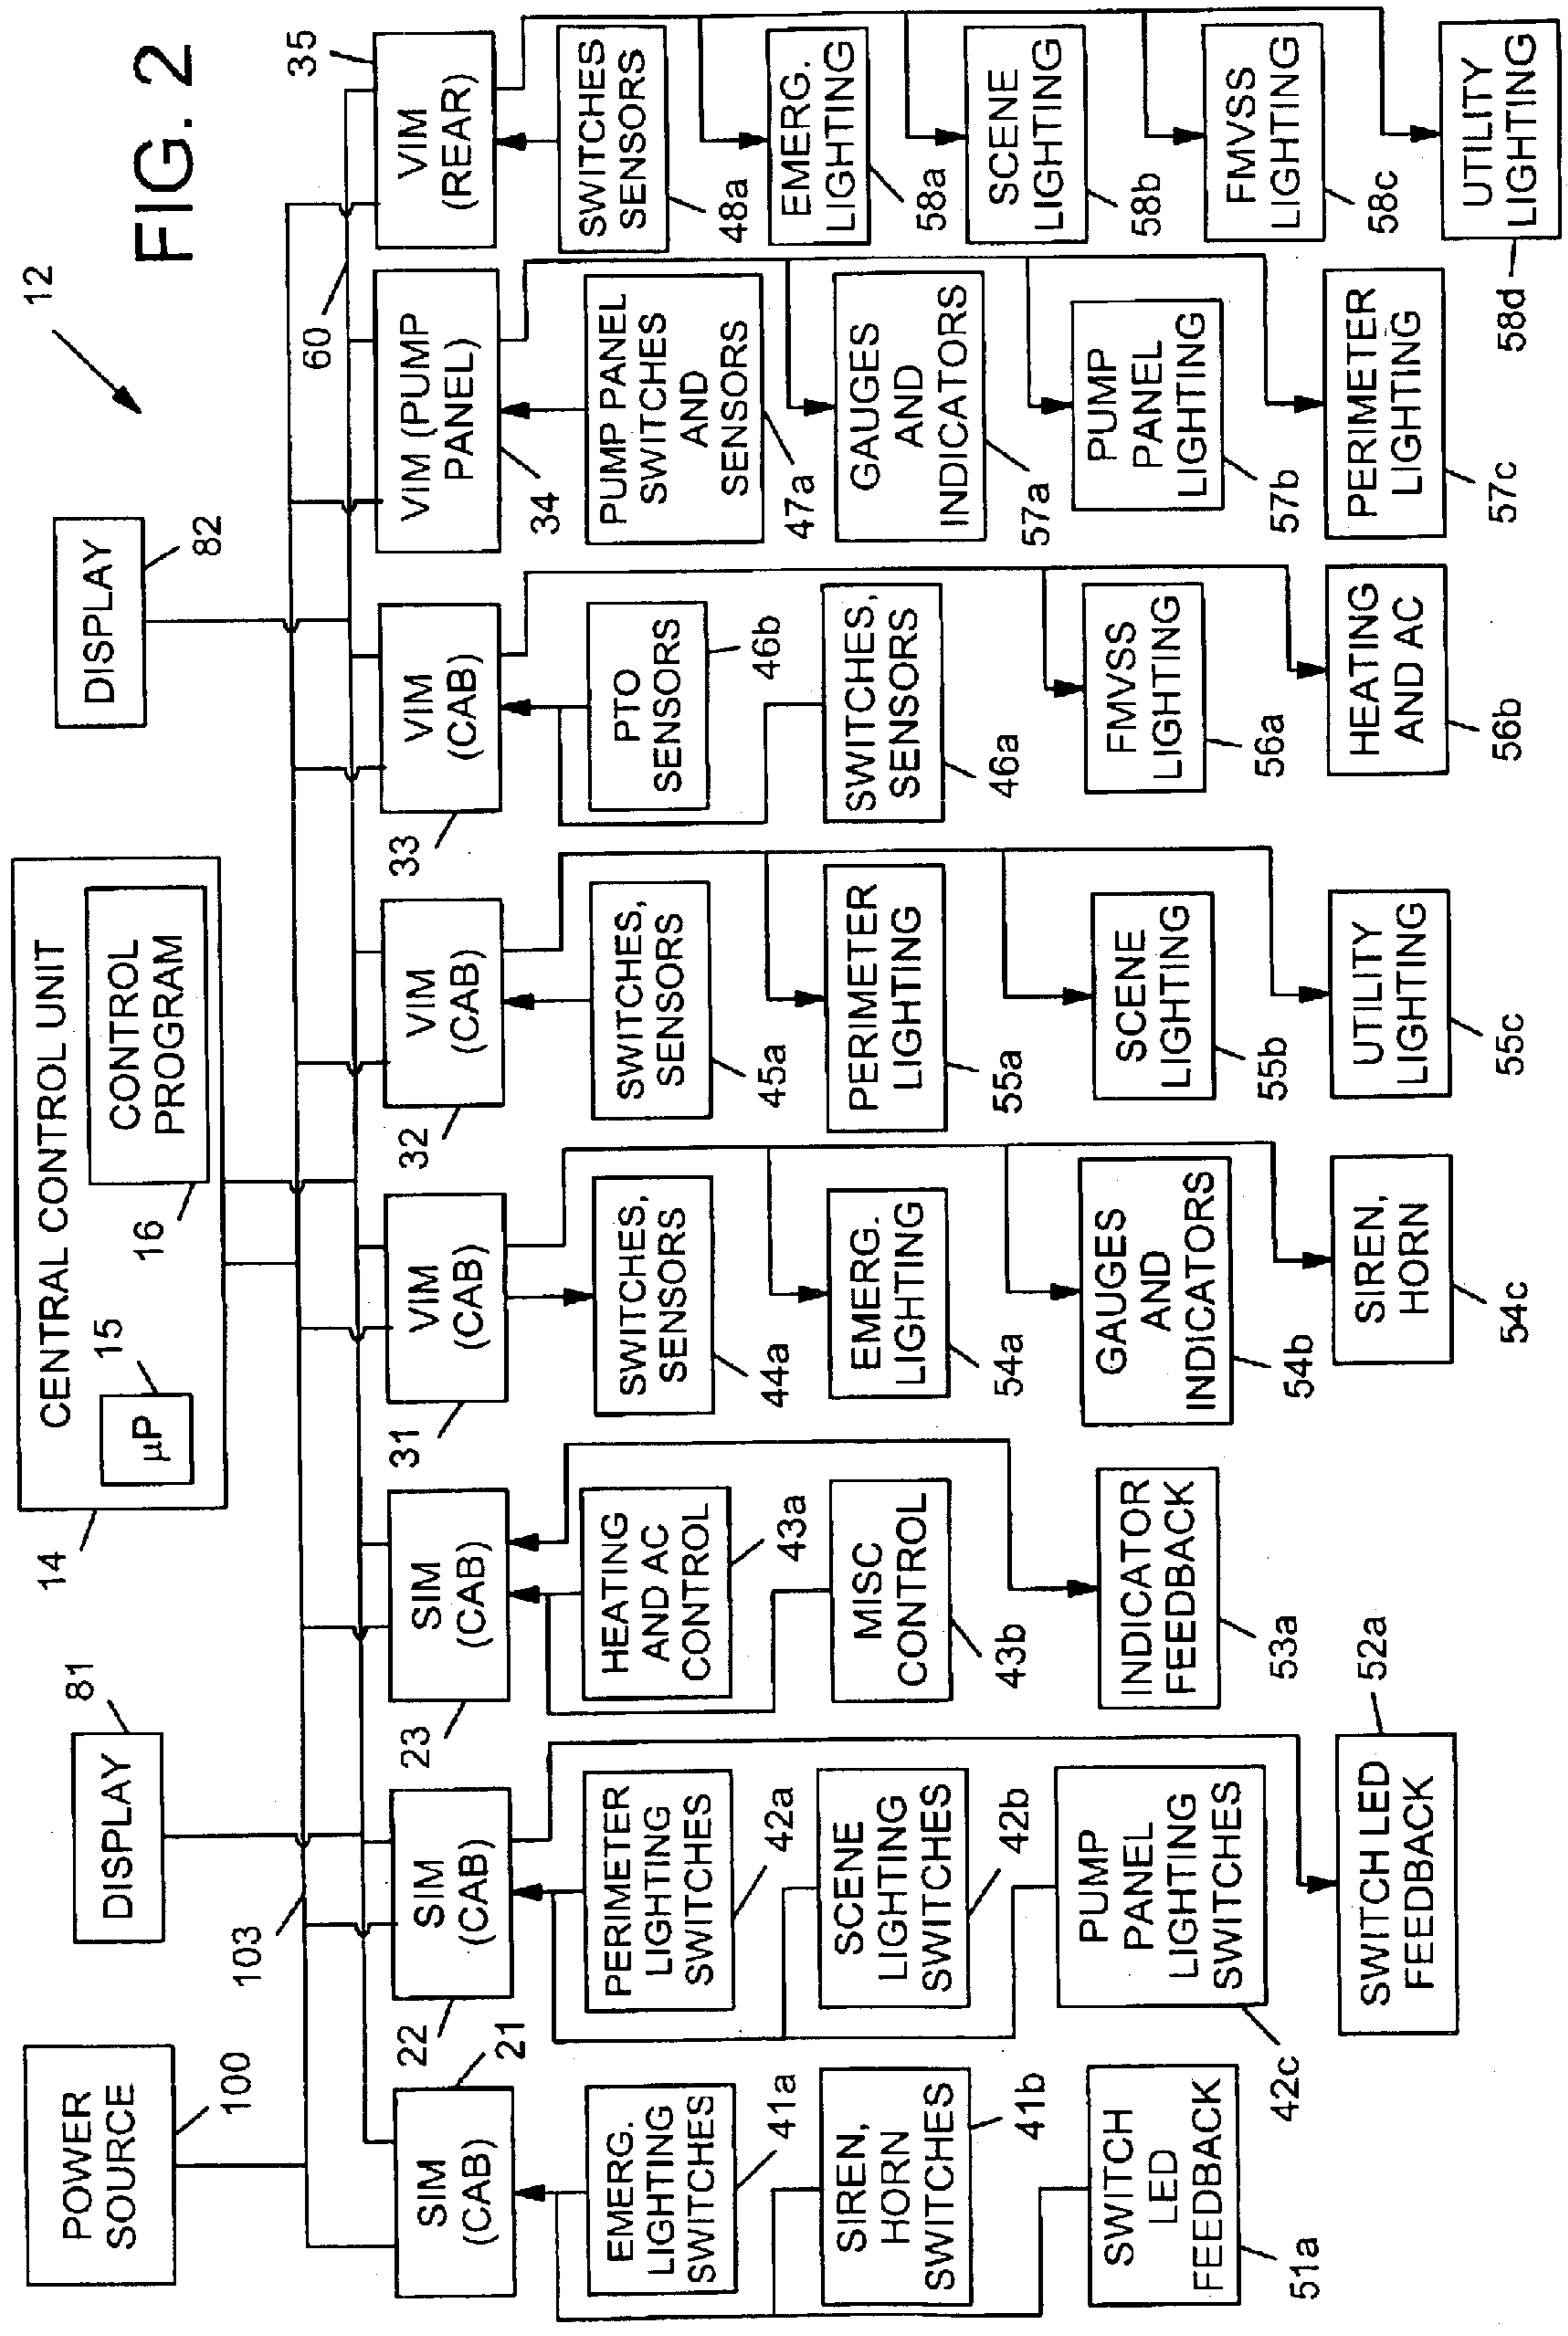 FIG. 2
12
POWER
SOURCE
100
DISPLAY
81
CENTRAL CONTROL UNIT
µP
15
CONTROL
PROGRAM
16
14
DISPLAY
82
103
60
SIM
(CAB)
21
EMERG.
LIGHTING
SWITCHES
41a
SIREN,
HORN
SWITCHES
41b
SWITCH
LED
FEEDBACK
51a
SIM
(CAB)
22
PERIMETER
LIGHTING
SWITCHES
42a
SCENE
LIGHTING
SWITCHES
42b
PUMP
PANEL
LIGHTING
SWITCHES
42c
SWITCH LED
FEEDBACK
52a
SIM
(CAB)
23
HEATING
AND AC
CONTROL
43a
MISC
CONTROL
43b
INDICATOR
FEEDBACK
53a
VIM
(CAB)
31
SWITCHES,
SENSORS
44a
EMERG.
LIGHTING
54a
GAUGES
AND
INDICATORS
54b
SIREN,
HORN
54c
VIM
(CAB)
32
SWITCHES,
SENSORS
45a
PERIMETER
LIGHTING
55a
SCENE
LIGHTING
55b
UTILITY
LIGHTING
55c
VIM
(CAB)
33
PTO
SENSORS
46b
SWITCHES,
SENSORS
46a
FMVSS
LIGHTING
56a
HEATING
AND AC
56b
VIM (PUMP
PANEL)
34
PUMP PANEL
SWITCHES
AND
SENSORS
47a
GAUGES
AND
INDICATORS
57a
PUMP
PANEL
LIGHTING
57b
PERIMETER
LIGHTING
57c
VIM
(REAR)
35
SWITCHES
SENSORS
48a
EMERG.
LIGHTING
58a
SCENE
LIGHTING
58b
FMVSS
LIGHTING
58c
UTILITY
LIGHTING
58d